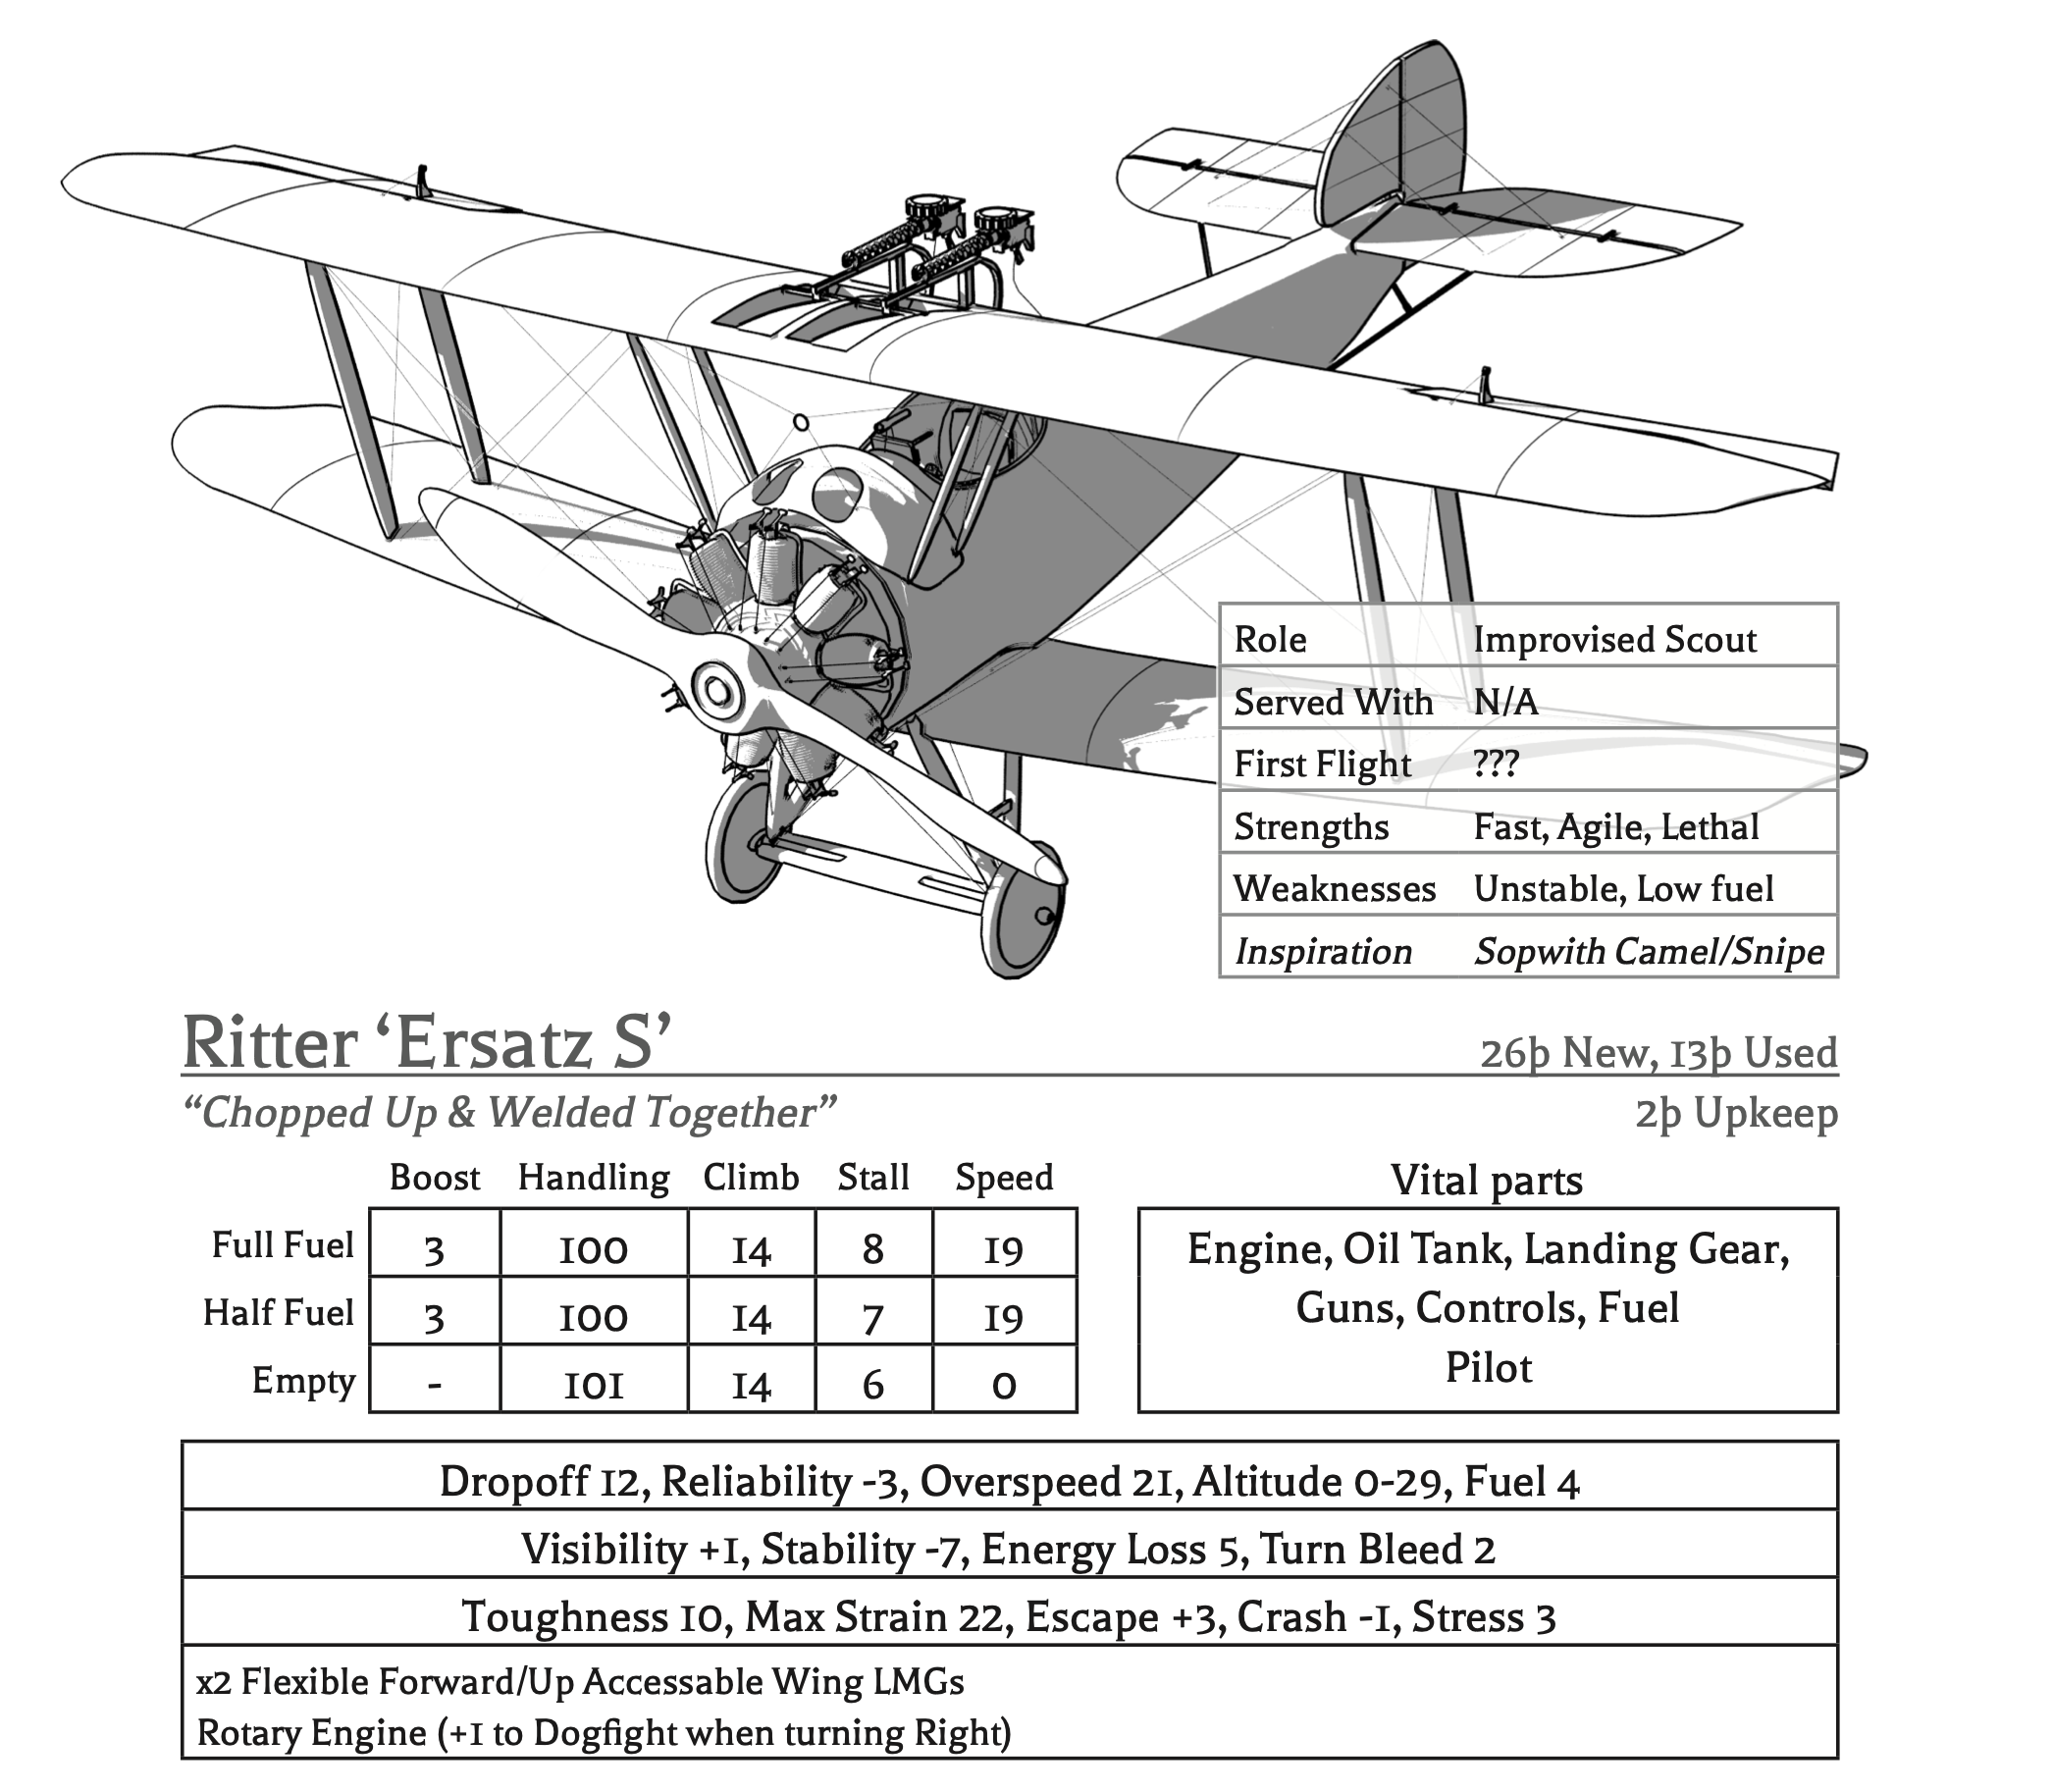 Role Improvised Scout
Served With N/A
First Flight ???
Strengths Fast, Agile, Lethal
Weaknesses Unstable, Low fuel
Inspiration Sopwith Camel/Snipe
Ritter ‘Ersatz S’ 26þ New, 13þ Used
“Chopped Up & Welded Together” 2þ Upkeep
Boost Handling Climb Stall Speed
Full Fuel 3 100 14 8 19
Half Fuel 3 100 14 7 19
Empty - 101 14 6 0
Vital parts
Engine, Oil Tank, Landing Gear,
Guns, Controls, Fuel
Pilot
Dropoff 12, Reliability -3, Overspeed 21, Altitude 0-29, Fuel 4
Visibility +1, Stability -7, Energy Loss 5, Turn Bleed 2
Toughness 10, Max Strain 22, Escape +3, Crash -1, Stress 3
x2 Flexible Forward/Up Accessable Wing LMGs
Rotary Engine (+1 to Dogfight when turning Right)